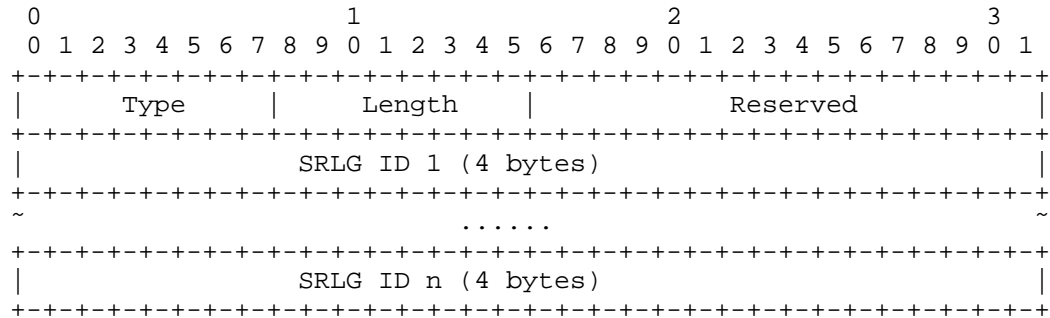 0                   1                   2                   3
 0 1 2 3 4 5 6 7 8 9 0 1 2 3 4 5 6 7 8 9 0 1 2 3 4 5 6 7 8 9 0 1
+-+-+-+-+-+-+-+-+-+-+-+-+-+-+-+-+-+-+-+-+-+-+-+-+-+-+-+-+-+-+-+-+
|      Type     |     Length    |            Reserved           |
+-+-+-+-+-+-+-+-+-+-+-+-+-+-+-+-+-+-+-+-+-+-+-+-+-+-+-+-+-+-+-+-+
|                 SRLG ID 1 (4 bytes)                           |
+-+-+-+-+-+-+-+-+-+-+-+-+-+-+-+-+-+-+-+-+-+-+-+-+-+-+-+-+-+-+-+-+
~                           ......                              ~
+-+-+-+-+-+-+-+-+-+-+-+-+-+-+-+-+-+-+-+-+-+-+-+-+-+-+-+-+-+-+-+-+
|                 SRLG ID n (4 bytes)                           |
+-+-+-+-+-+-+-+-+-+-+-+-+-+-+-+-+-+-+-+-+-+-+-+-+-+-+-+-+-+-+-+-+